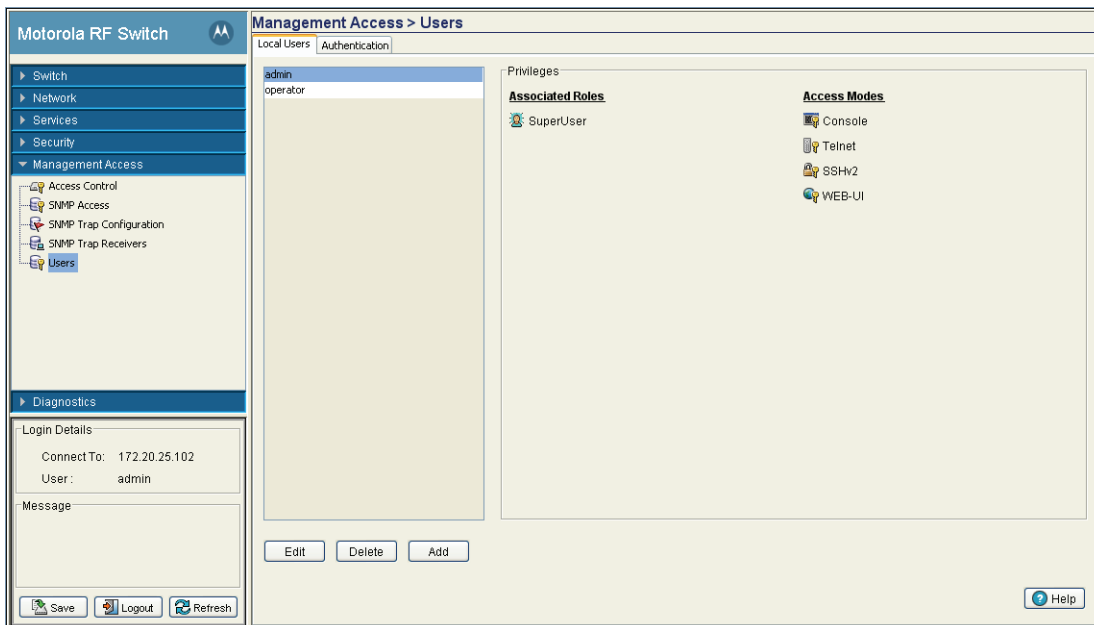 Motorola RF Switch
Switch
Network
Services
Security
Management Access
Access Control
SNMP Access
SNMP Trap Configuration
SNMP Trap Receivers
Users
Diagnostics
Login Details
Connect To: 172.20.25.102
User : admin
Message
Save Logout Refresh
Management Access > Users
Local Users Authentication
admin
operator
Privileges
Associated Roles Access Modes
SuperUser Console
Telnet
SSHv2
WEB-UI
Edit Delete Add
Help